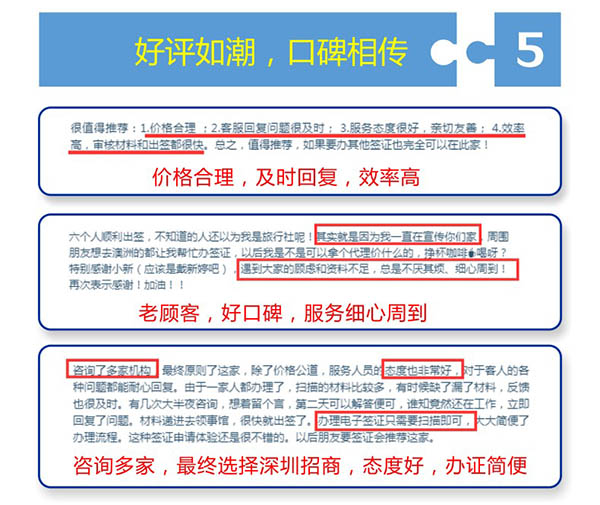 好评如潮，口碑相传
5
很值得推荐：1.价格合理 ；2.客服回复问题很及时； 3.服务态度很好，亲切友善； 4.效率
高，审核材料和出签都很快。总之，值得推荐，如果要办其他签证也完全可以在此家！
价格合理，及时回复，效率高
六个人顺利出签，不知道的人还以为我是旅行社呢！其实就是因为我一直在宣传你们家，周围
朋友想去澳洲的都让我帮忙办签证，以后我是不是可以拿个代理价什么的，挣杯咖啡喝呀？
特别感谢小新（应该是戴新婷吧），遇到大家的顾虑和资料不足，总是不厌其烦、细心周到！
再次表示感谢！加油！！
老顾客，好口碑，服务细心周到
咨询了多家机构，最终原则了这家，除了价格公道，服务人员的态度也非常好，对于客人的各
种问题都能耐心回复。由于一家人都办理了，扫描的材料比较多，有时候缺了漏了材料，反馈
也很及时。有几次大半夜咨询，想着留个言，第二天可以解答便可，谁知竟然还在工作，立即
回复了问题。材料递进去领事馆，很快就出签了。办理电子签证只需要扫描即可，大大简便了
办理流程。这种签证申请体验还是很不错的。以后朋友要签证会推荐这家。
咨询多家，最终选择深圳招商，态度好，办证简便